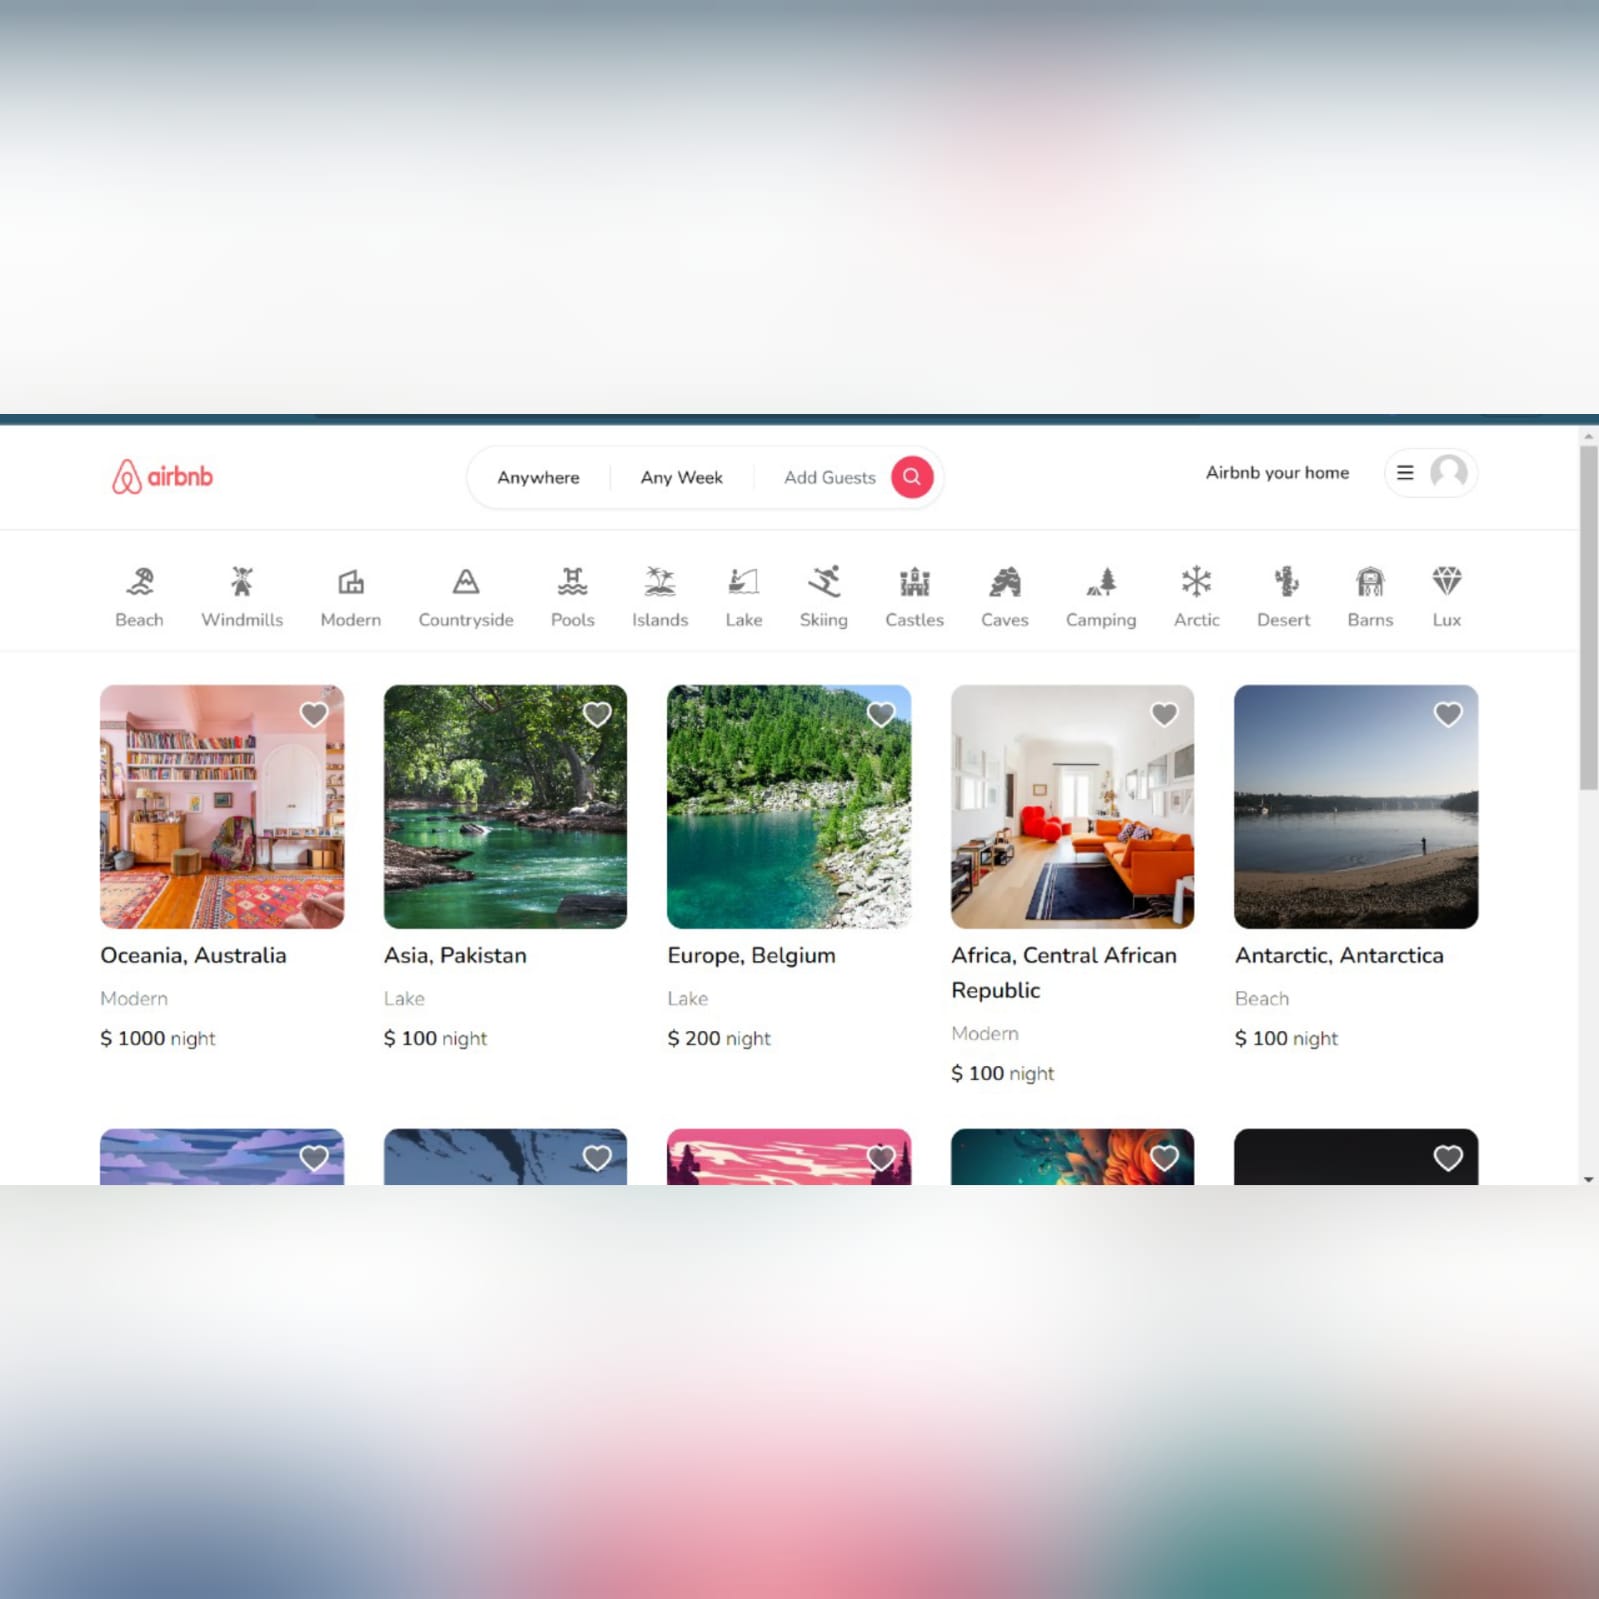 airbnb
Anywhere
Any Week
Add Guests
Airbnb your home
Beach
Windmills
Modern
Countryside
Pools
Islands
Lake
Skiing
Castles
Caves
Camping
Arctic
Desert
Barns
Lux
Oceania, Australia
Modern
$ 1000 night
Asia, Pakistan
Lake
$ 100 night
Europe, Belgium
Lake
$ 200 night
Africa, Central African
Republic
Modern
$ 100 night
Antarctic, Antarctica
Beach
$ 100 night